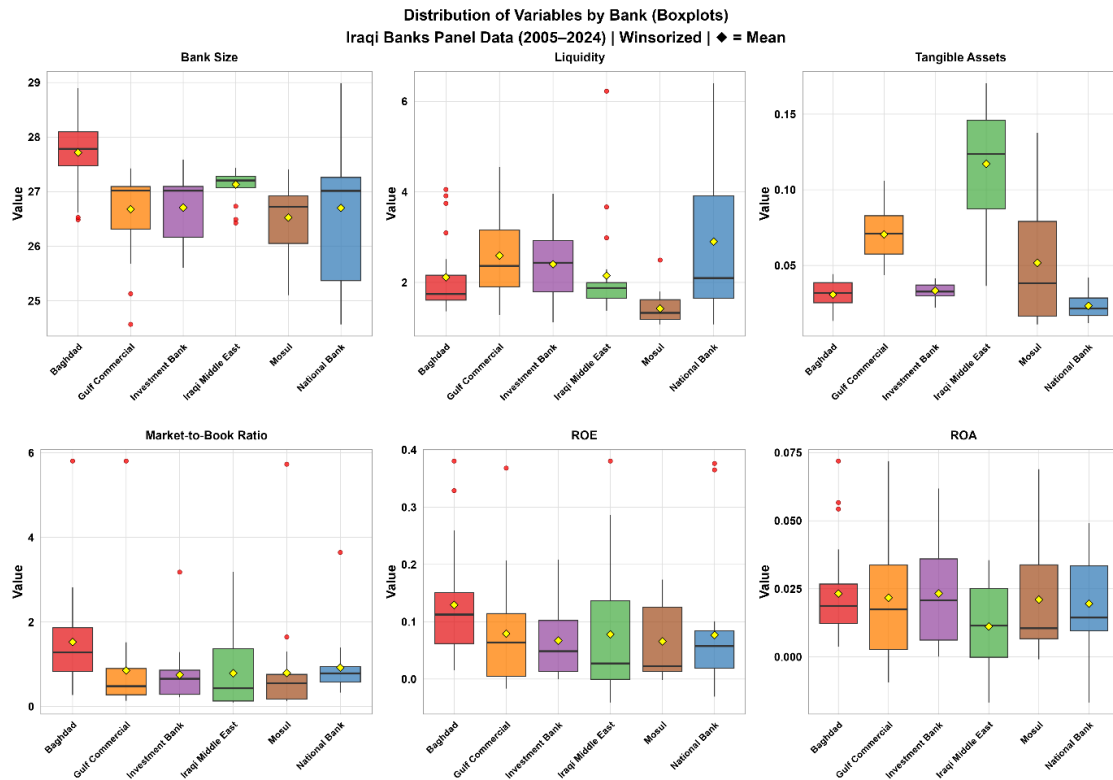 Distribution of Variables by Bank (Boxplots)
Iraqi Banks Panel Data (2005–2024) | Winsorized | ◆ = Mean
Bank Size
Value
29
28
27
26
25
Baghdad
Gulf Commercial
Investment Bank
Iraqi Middle East
Mosul
National Bank
Liquidity
Value
6
4
2
Baghdad
Gulf Commercial
Investment Bank
Iraqi Middle East
Mosul
National Bank
Tangible Assets
Value
0.15
0.10
0.05
Baghdad
Gulf Commercial
Investment Bank
Iraqi Middle East
Mosul
National Bank
Market-to-Book Ratio
Value
6
4
2
0
Baghdad
Gulf Commercial
Investment Bank
Iraqi Middle East
Mosul
National Bank
ROE
Value
0.4
0.3
0.2
0.1
0.0
Baghdad
Gulf Commercial
Investment Bank
Iraqi Middle East
Mosul
National Bank
ROA
Value
0.075
0.050
0.025
0.000
Baghdad
Gulf Commercial
Investment Bank
Iraqi Middle East
Mosul
National Bank